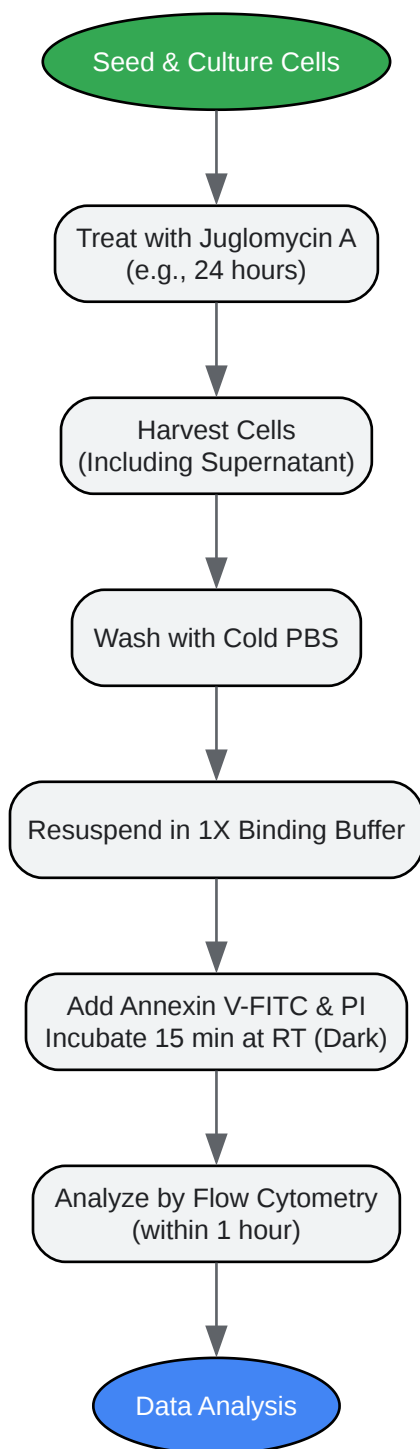 Seed & Culture Cells
Treat with Juglomycin A
(e.g., 24 hours)
Harvest Cells
(Including Supernatant)
Wash with Cold PBS
Resuspend in 1X Binding Buffer
Add Annexin V-FITC & PI
Incubate 15 min at RT (Dark)
Analyze by Flow Cytometry
(within 1 hour)
Data Analysis